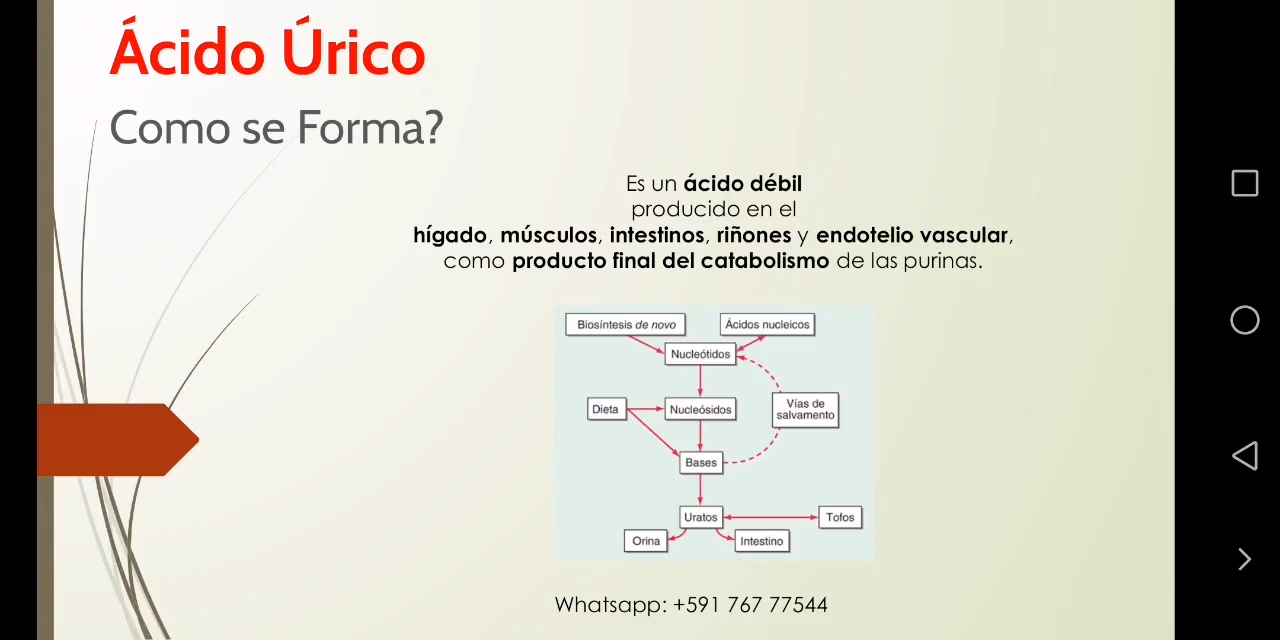 Ácido Úrico
Como se Forma?
Es un ácido débil
producido en el
hígado, músculos, intestinos, riñones y endotelio vascular,
como producto final del catabolismo de las purinas.
Biosíntesis de novo
Ácidos nucleicos
Nucleótidos
Dieta
Nucleósidos
Vías de
salvamento
Bases
Uratos
Tofos
Orina
Intestino
Whatsapp: +591 767 77544